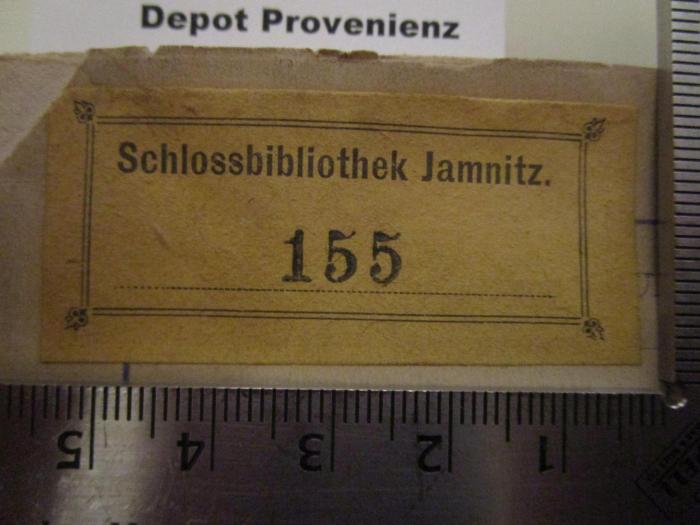 Depot Provenienz
Schlossbibliothek Jamnitz.
155
5 4 3 2 1